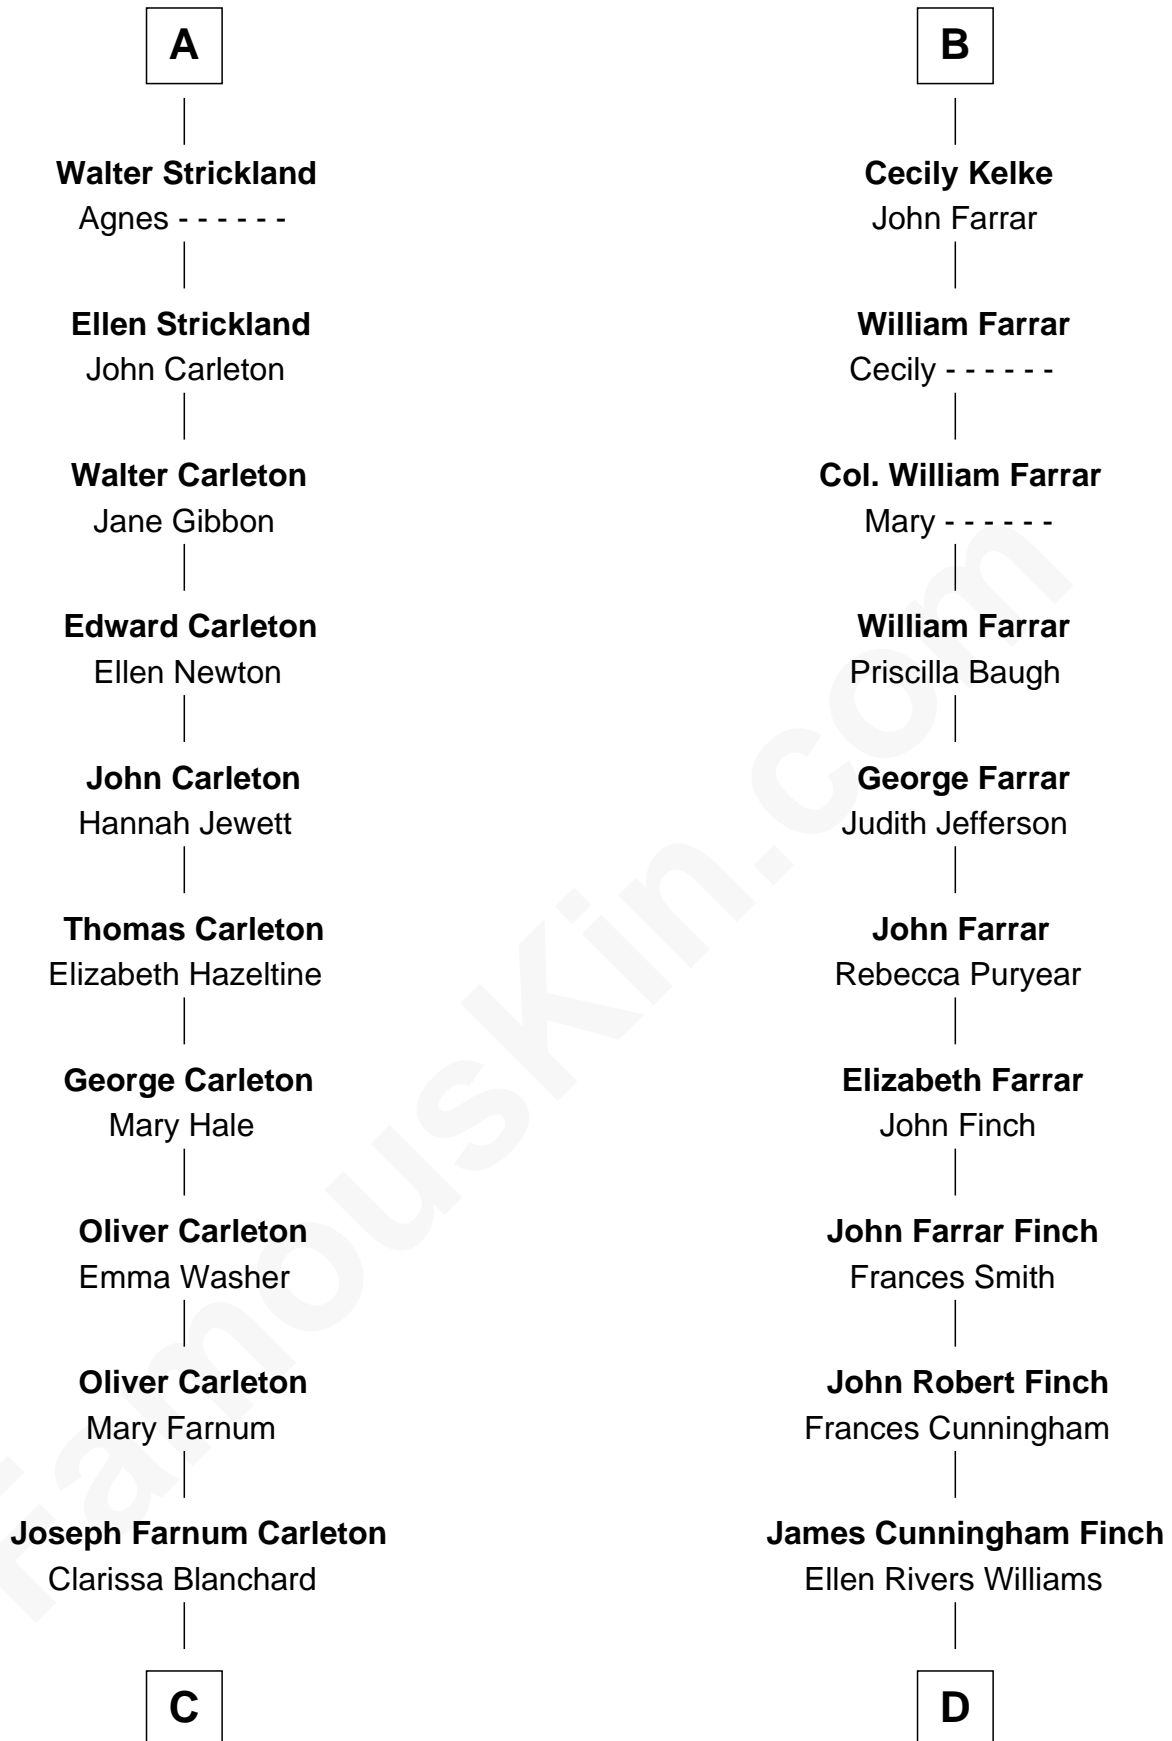 A
Walter Strickland
Agnes - - - - - -
Ellen Strickland
John Carleton
Walter Carleton
Jane Gibbon
Edward Carleton
Ellen Newton
John Carleton
Hannah Jewett
Thomas Carleton
Elizabeth Hazeltine
George Carleton
Mary Hale
Oliver Carleton
Emma Washer
Oliver Carleton
Mary Farnum
Joseph Farnum Carleton
Clarissa Blanchard
C
B
Cecily Kelke
John Farrar
William Farrar
Cecily - - - - - -
Col. William Farrar
Mary - - - - - -
William Farrar
Priscilla Baugh
George Farrar
Judith Jefferson
John Farrar
Rebecca Puryear
Elizabeth Farrar
John Finch
John Farrar Finch
Frances Smith
John Robert Finch
Frances Cunningham
James Cunningham Finch
Ellen Rivers Williams
D
FamousKin.com